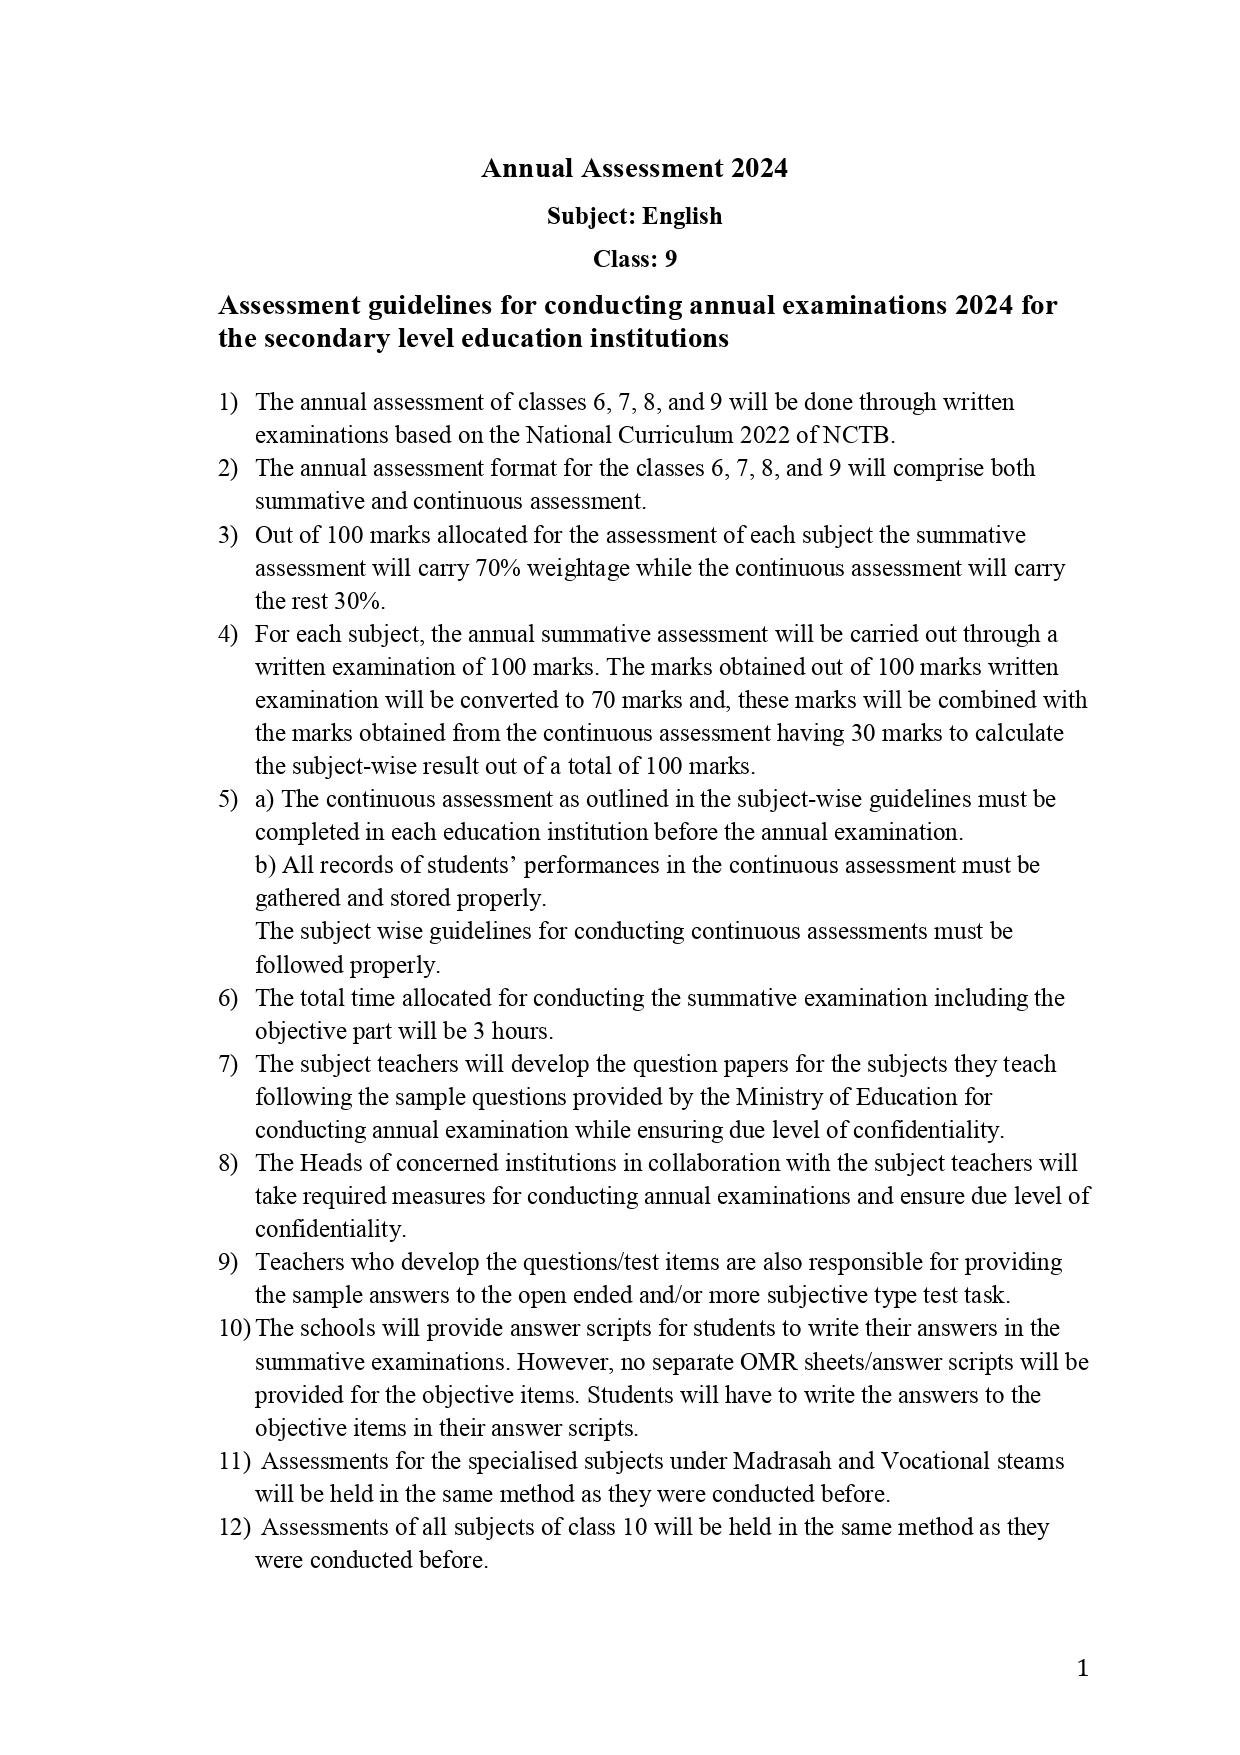 Annual Assessment 2024
Subject: English
Class: 9
Assessment guidelines for conducting annual examinations 2024 for
the secondary level education institutions
1) The annual assessment of classes 6, 7, 8, and 9 will be done through written
examinations based on the National Curriculum 2022 of NCTB.
2) The annual assessment format for the classes 6, 7, 8, and 9 will comprise both
summative and continuous assessment.
3) Out of 100 marks allocated for the assessment of each subject the summative
assessment will carry 70% weightage while the continuous assessment will carry
the rest 30%.
4) For each subject, the annual summative assessment will be carried out through a
written examination of 100 marks. The marks obtained out of 100 marks written
examination will be converted to 70 marks and, these marks will be combined with
the marks obtained from the continuous assessment having 30 marks to calculate
the subject-wise result out of a total of 100 marks.
5) a) The continuous assessment as outlined in the subject-wise guidelines must be
completed in each education institution before the annual examination.
b) All records of students’ performances in the continuous assessment must be
gathered and stored properly.
The subject wise guidelines for conducting continuous assessments must be
followed properly.
6) The total time allocated for conducting the summative examination including the
objective part will be 3 hours.
7) The subject teachers will develop the question papers for the subjects they teach
following the sample questions provided by the Ministry of Education for
conducting annual examination while ensuring due level of confidentiality.
8) The Heads of concerned institutions in collaboration with the subject teachers will
take required measures for conducting annual examinations and ensure due level of
confidentiality.
9) Teachers who develop the questions/test items are also responsible for providing
the sample answers to the open ended and/or more subjective type test task.
10) The schools will provide answer scripts for students to write their answers in the
summative examinations. However, no separate OMR sheets/answer scripts will be
provided for the objective items. Students will have to write the answers to the
objective items in their answer scripts.
11) Assessments for the specialised subjects under Madrasah and Vocational steams
will be held in the same method as they were conducted before.
12) Assessments of all subjects of class 10 will be held in the same method as they
were conducted before.
1